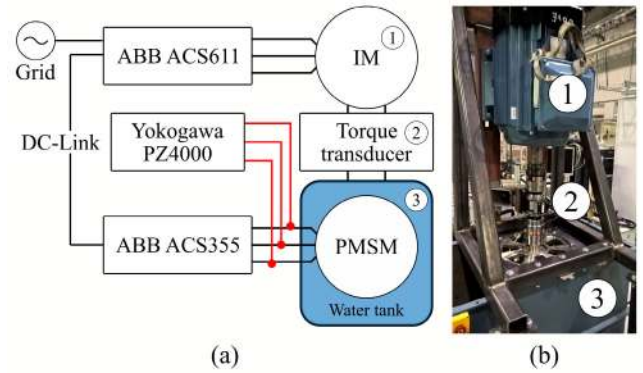 Grid
ABB ACS611
IM
1
DC-Link
Yokogawa
PZ4000
Torque
transducer
2
ABB ACS355
3
PMSM
Water tank
(a)
1
2
3
(b)